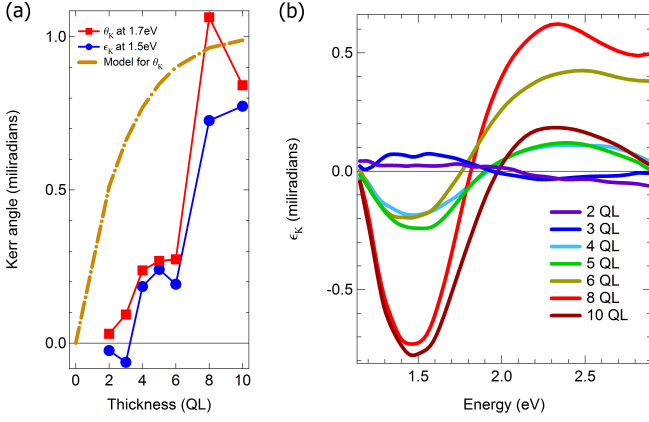 (a)
θK at 1.7eV
ϵK at 1.5eV
Model for θK
1.0
0.5
0.0
Kerr angle (miliradians)
0 2 4 6 8 10
Thickness (QL)
(b)
0.5
0.0
-0.5
ϵK (miliradians)
2 QL
3 QL
4 QL
5 QL
6 QL
8 QL
10 QL
1.5 2.0 2.5
Energy (eV)